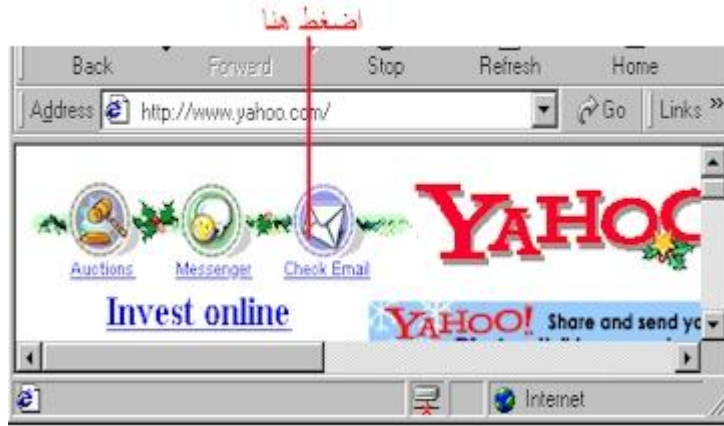 اضغط هنا
Back Forward Stop Refresh Home
Address http://www.yahoo.com/ Go Links »
YAHOO
Auctions Messenger Check Email
Invest online
YAHOO! Share and send yo
Internet